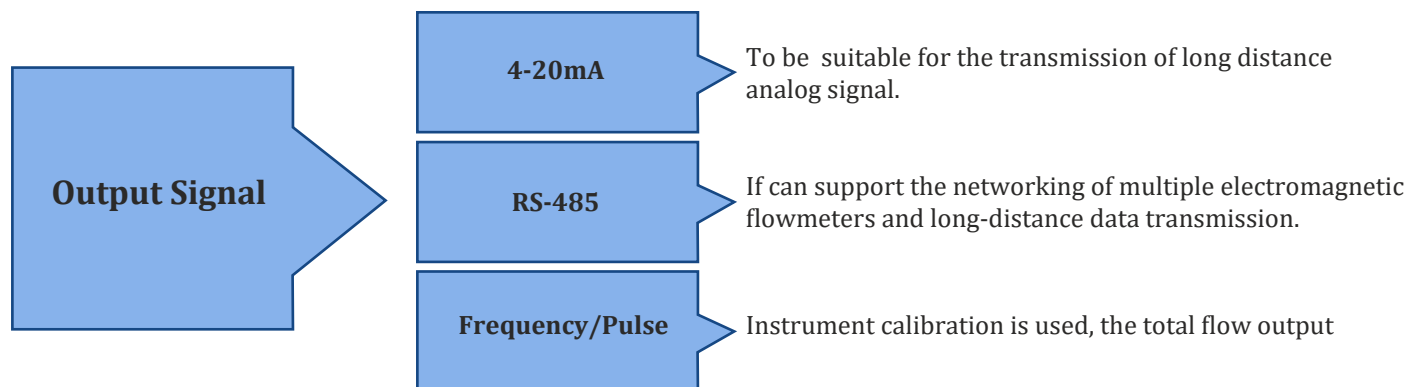 Output Signal
4-20mA
To be  suitable for the transmission of long distance
analog signal.
RS-485
If can support the networking of multiple electromagnetic
flowmeters and long-distance data transmission.
Frequency/Pulse
Instrument calibration is used, the total flow output